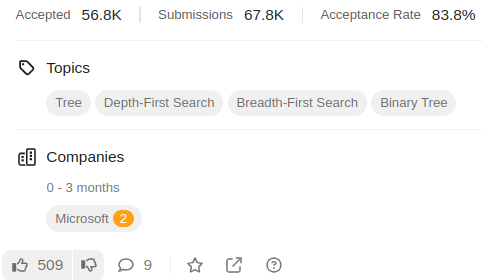 Accepted 56.8K Submissions 67.8K Acceptance Rate 83.8%
Topics
Tree Depth-First Search Breadth-First Search Binary Tree
Companies
0 - 3 months
Microsoft 2
509 9